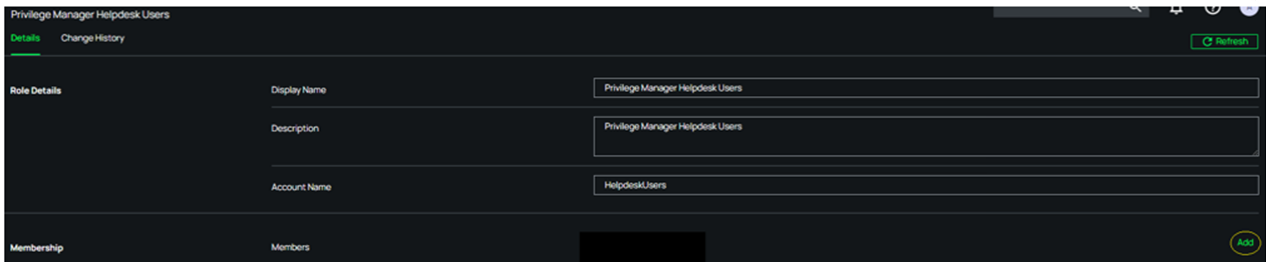 Privilege Manager Helpdesk Users
Details Change History
Refresh
Role Details Display Name Privilege Manager Helpdesk Users
Description Privilege Manager Helpdesk Users
Account Name HelpdeskUsers
Membership Members Add